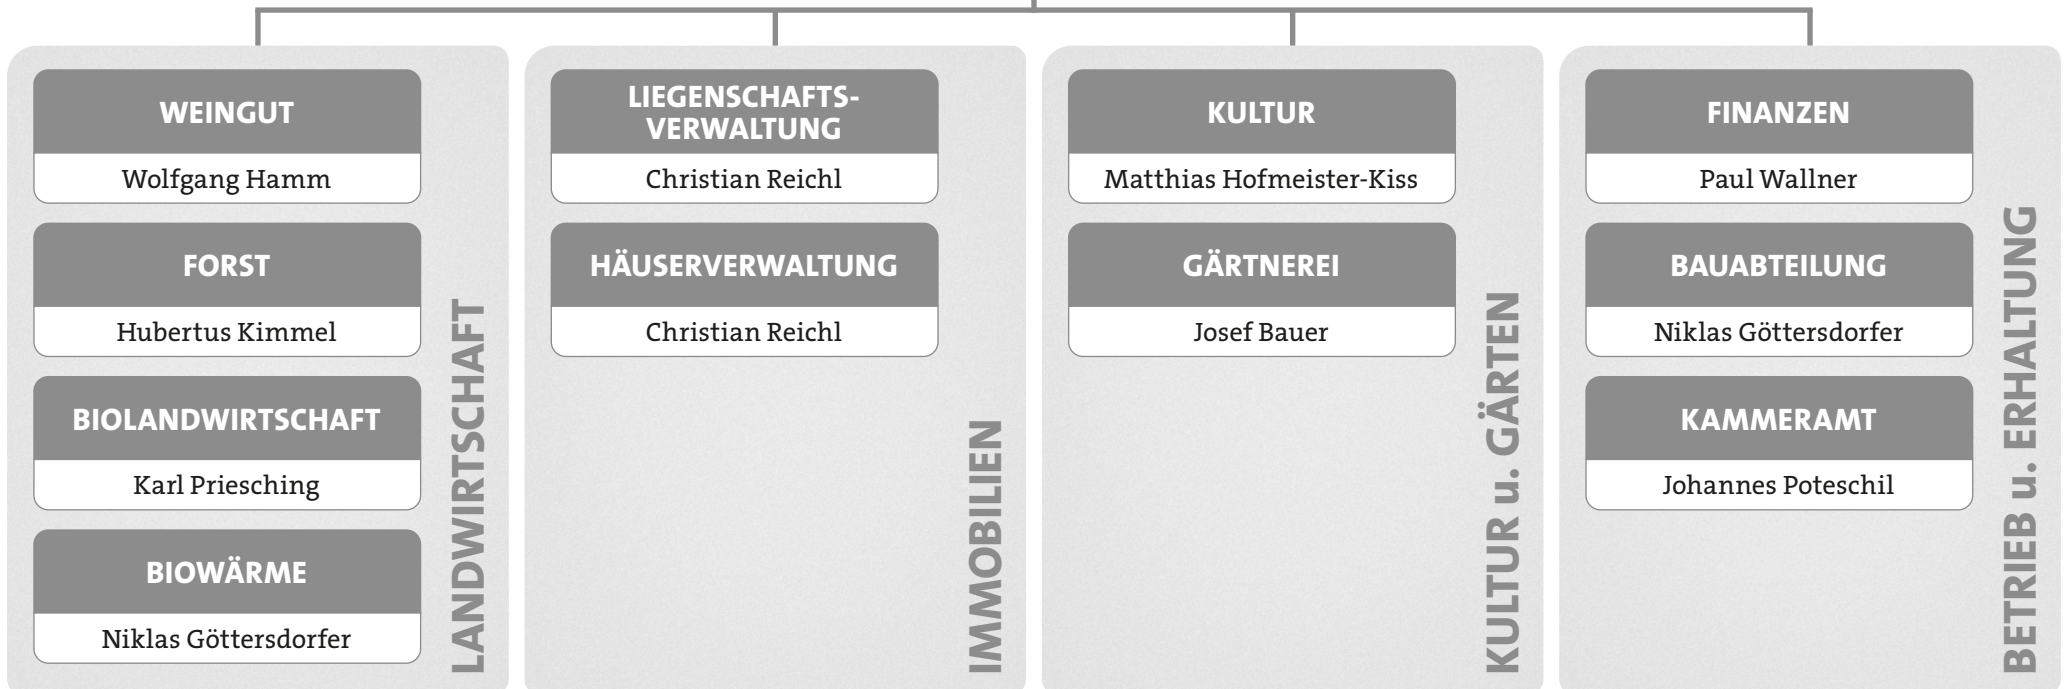 WEINGUT
Wolfgang Hamm
FORST
Hubertus Kimmel
BIOLANDWIRTSCHAFT
Karl Priesching
BIOWÄRME
Niklas Göttersdorfer
LANDWIRTSCHAFT
LIEGENSCHAFTS-
VERWALTUNG
Christian Reichl
HÄUSERVERWALTUNG
Christian Reichl
IMMOBILIEN
KULTUR
Matthias Hofmeister-Kiss
GÄRTNEREI
Josef Bauer
KULTUR u. GÄRTEN
FINANZEN
Paul Wallner
BAUABTEILUNG
Niklas Göttersdorfer
KAMMERAMT
Johannes Poteschil
BETRIEB u. ERHALTUNG